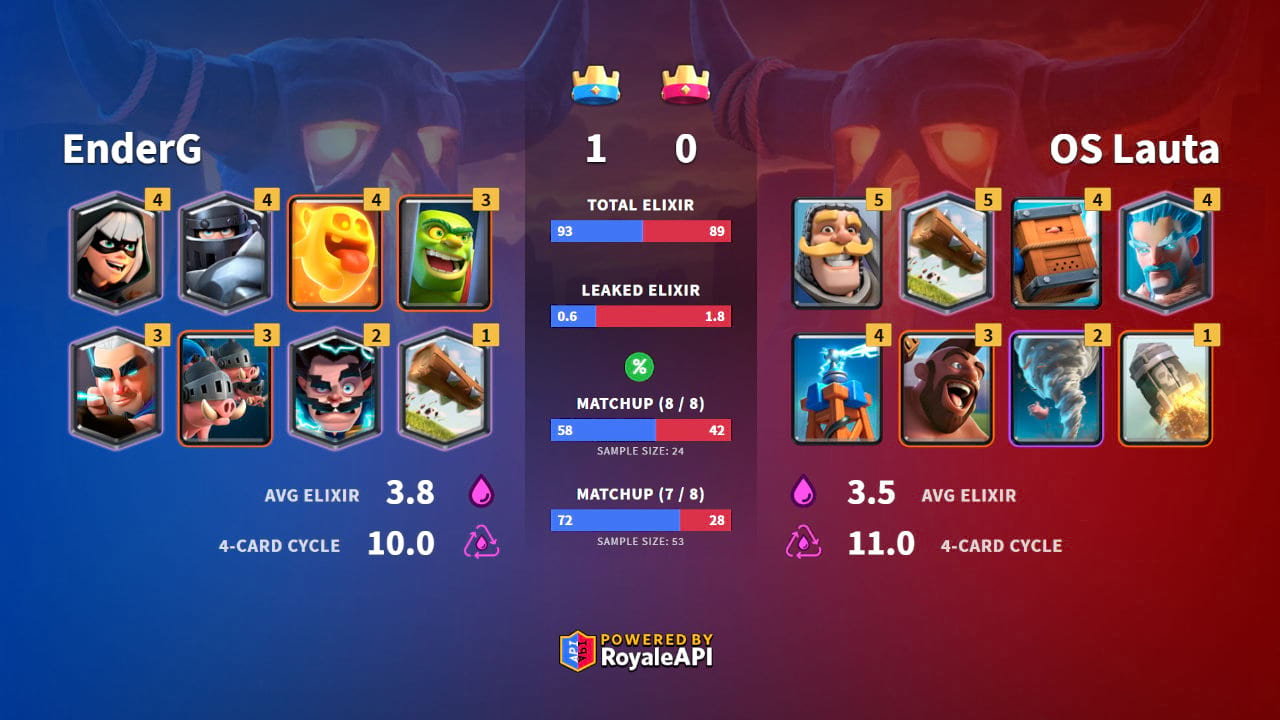 1 0
EnderG
OS Lauta
4 4 4 3
3 3 2 1
TOTAL ELIXIR
93 89
LEAKED ELIXIR
0.6 1.8
%
MATCHUP (8 / 8)
58 42
SAMPLE SIZE: 24
MATCHUP (7 / 8)
72 28
SAMPLE SIZE: 53
5 5 4 4
4 3 2 1
AVG ELIXIR 3.8
4-CARD CYCLE 10.0
3.5 AVG ELIXIR
11.0 4-CARD CYCLE
API API
POWERED BY
RoyaleAPI